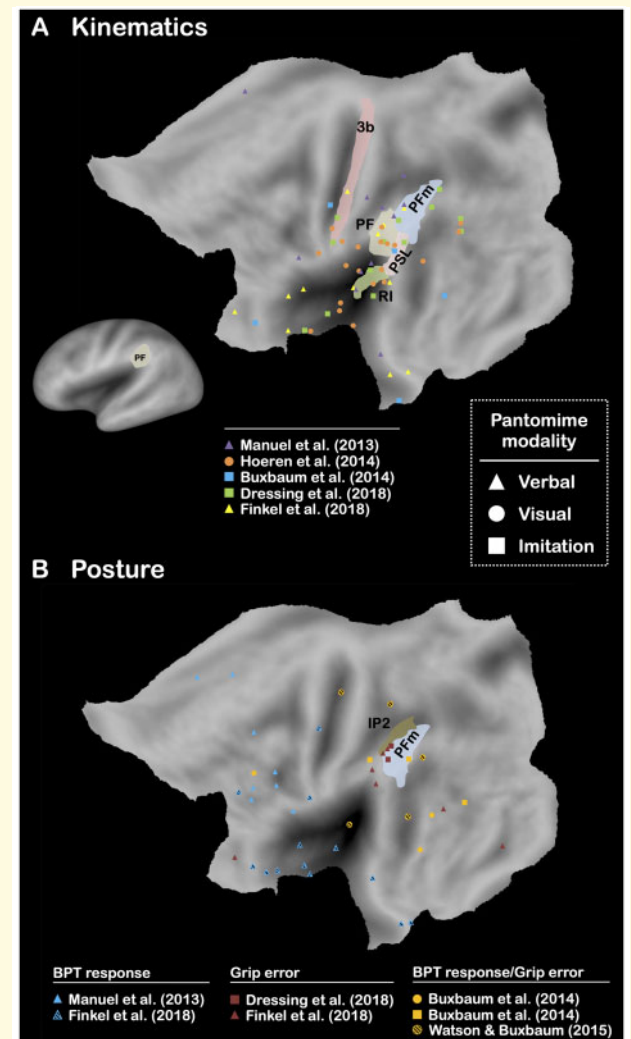 A Kinematics
3b
PFm
PF
PSL
RI
PF
Manuel et al. (2013)
Hoeren et al. (2014)
Buxbaum et al. (2014)
Dressing et al. (2018)
Finkel et al. (2018)
Pantomime
modality
Verbal
Visual
Imitation
B Posture
IP2
PFm
BPT response
Manuel et al. (2013)
Finkel et al. (2018)
Grip error
Dressing et al. (2018)
Finkel et al. (2018)
BPT response/Grip error
Buxbaum et al. (2014)
Buxbaum et al. (2014)
Watson & Buxbaum (2015)